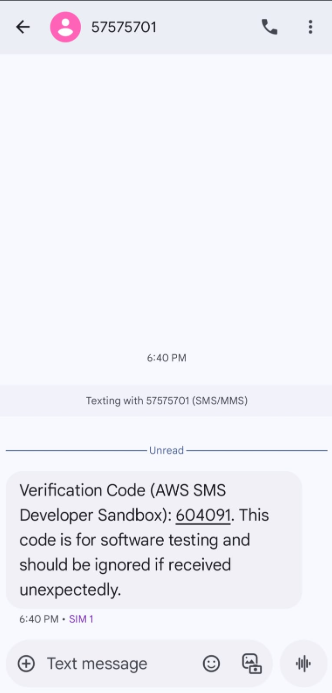 57575701
6:40 PM
Texting with 57575701 (SMS/MMS)
Unread
Verification Code (AWS SMS
Developer Sandbox): 604091. This
code is for software testing and
should be ignored if received
unexpectedly.
6:40 PM • SIM 1
Text message